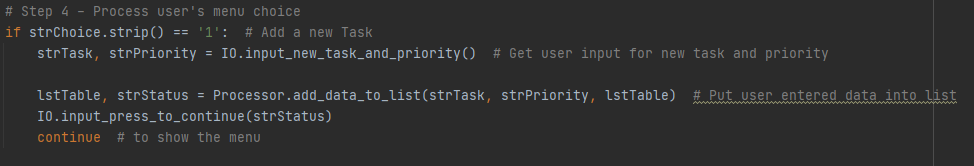 # Step 4 – Process user's menu choice
if strChoice.strip() == '1':  # Add a new Task
    strTask, strPriority = IO.input_new_task_and_priority()  # Get user input for new task and priority
    lstTable, strStatus = Processor.add_data_to_list(strTask, strPriority, lstTable)  # Put user entered data into list
    IO.input_press_to_continue(strStatus)
    continue  # to show the menu